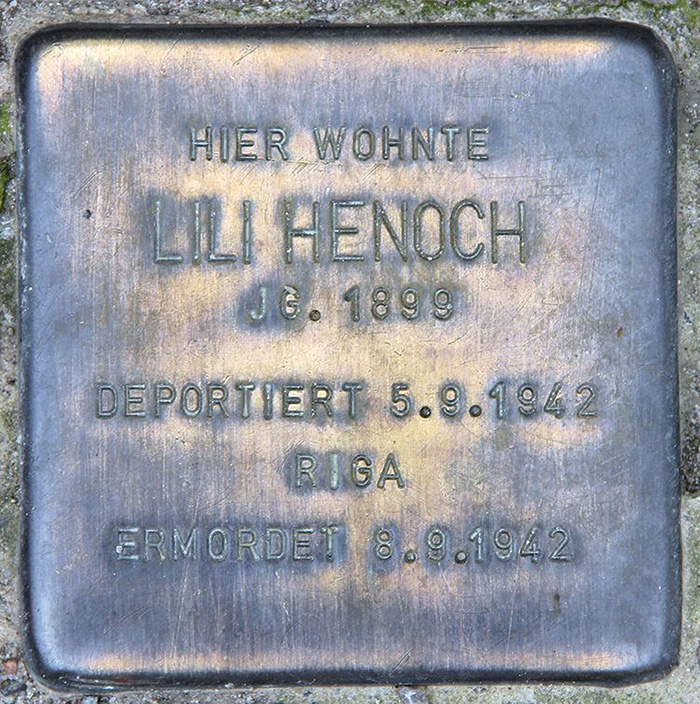 HIER WOHNTE
LILI HENOCH
JG. 1899
DEPORTIERT 5.9.1942
RIGA
ERMORDET 8.9.1942